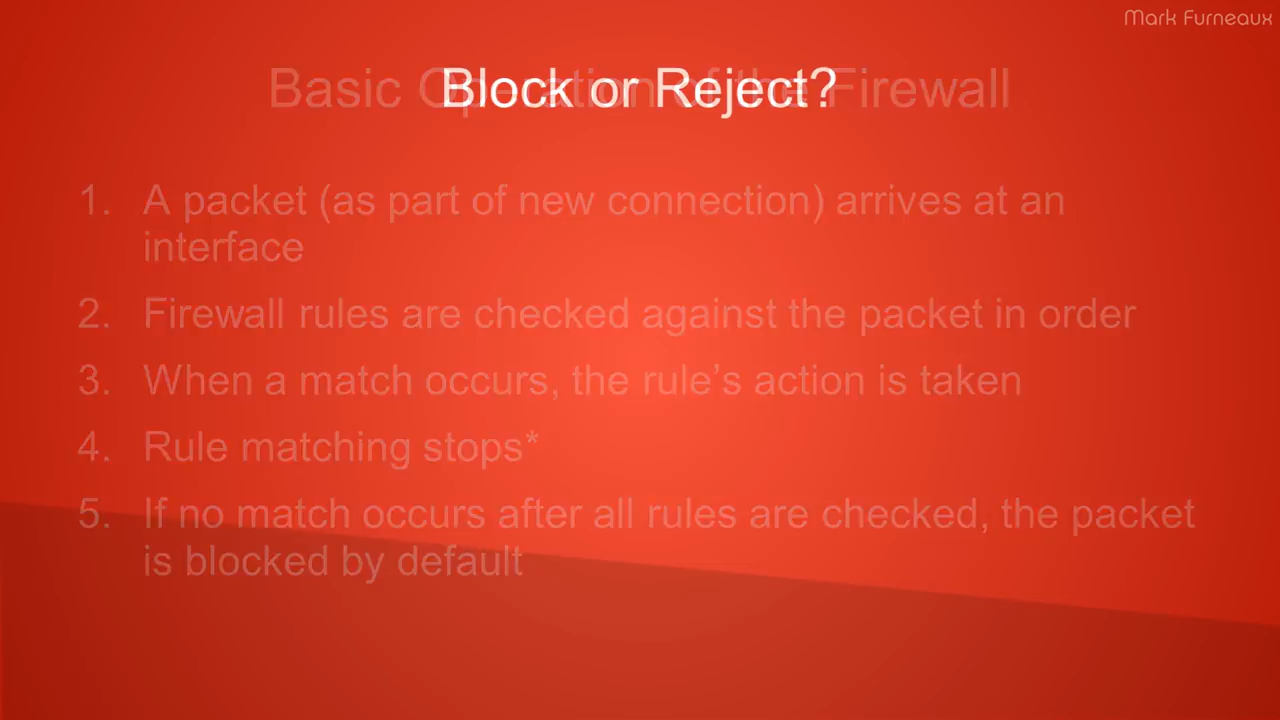 Mark Furneaux
Basic Operation of the Firewall
Block or Reject?
1. A packet (as part of new connection) arrives at an
interface
2. Firewall rules are checked against the packet in order
3. When a match occurs, the rule’s action is taken
4. Rule matching stops*
5. If no match occurs after all rules are checked, the packet
is blocked by default